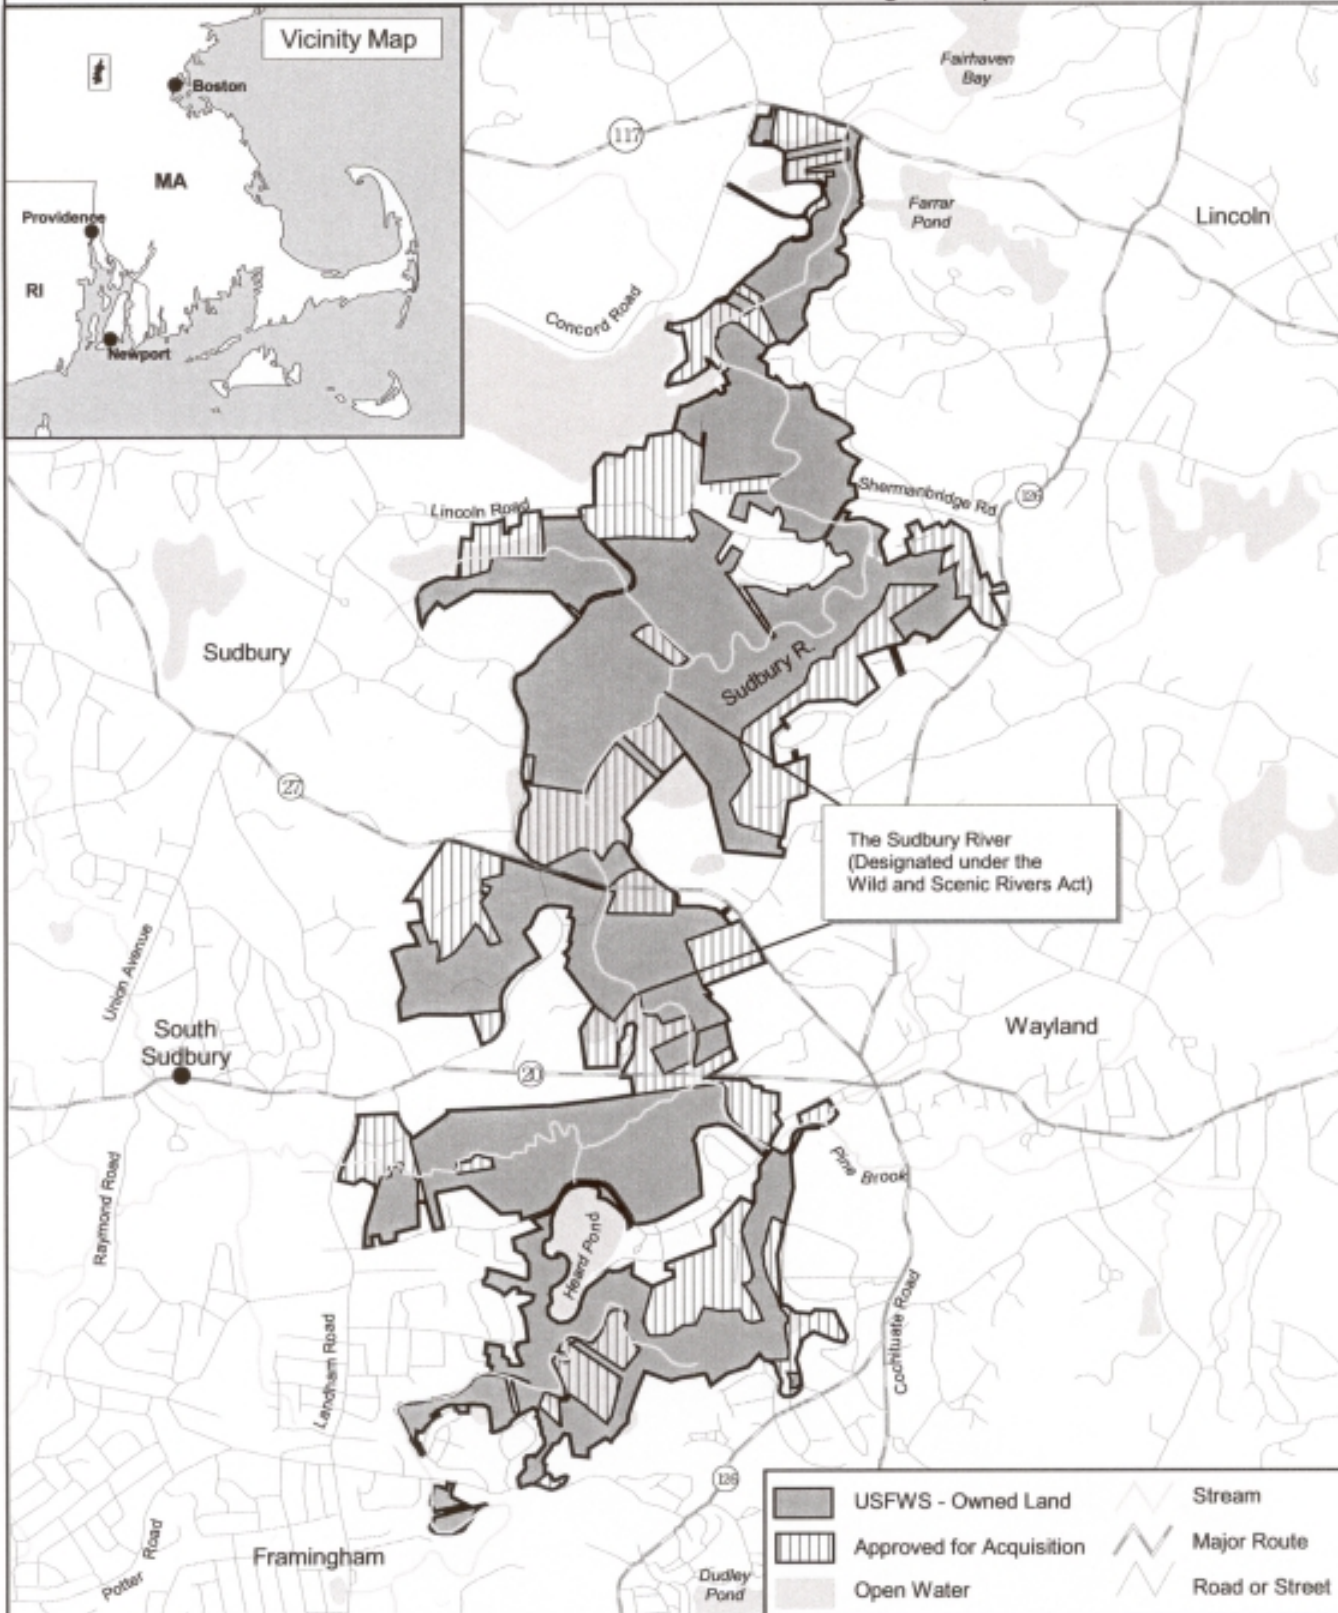 Vicinity Map
Boston
MA
Providence
RI
Newport
Fairhaven
Bay
117
Farrar
Pond
Lincoln
Concord Road
Lincoln Road
Shermanbridge Rd
126
Sudbury
Sudbury R.
27
The Sudbury River
(Designated under the
Wild and Scenic Rivers Act)
Union Avenue
South
Sudbury
Wayland
20
Raymond Road
Pine Brook
Heard Pond
Landham Road
Cochituate Road
126
Framingham
Potter Road
Dudley
Pond
USFWS - Owned Land
Approved for Acquisition
Open Water
Stream
Major Route
Road or Street